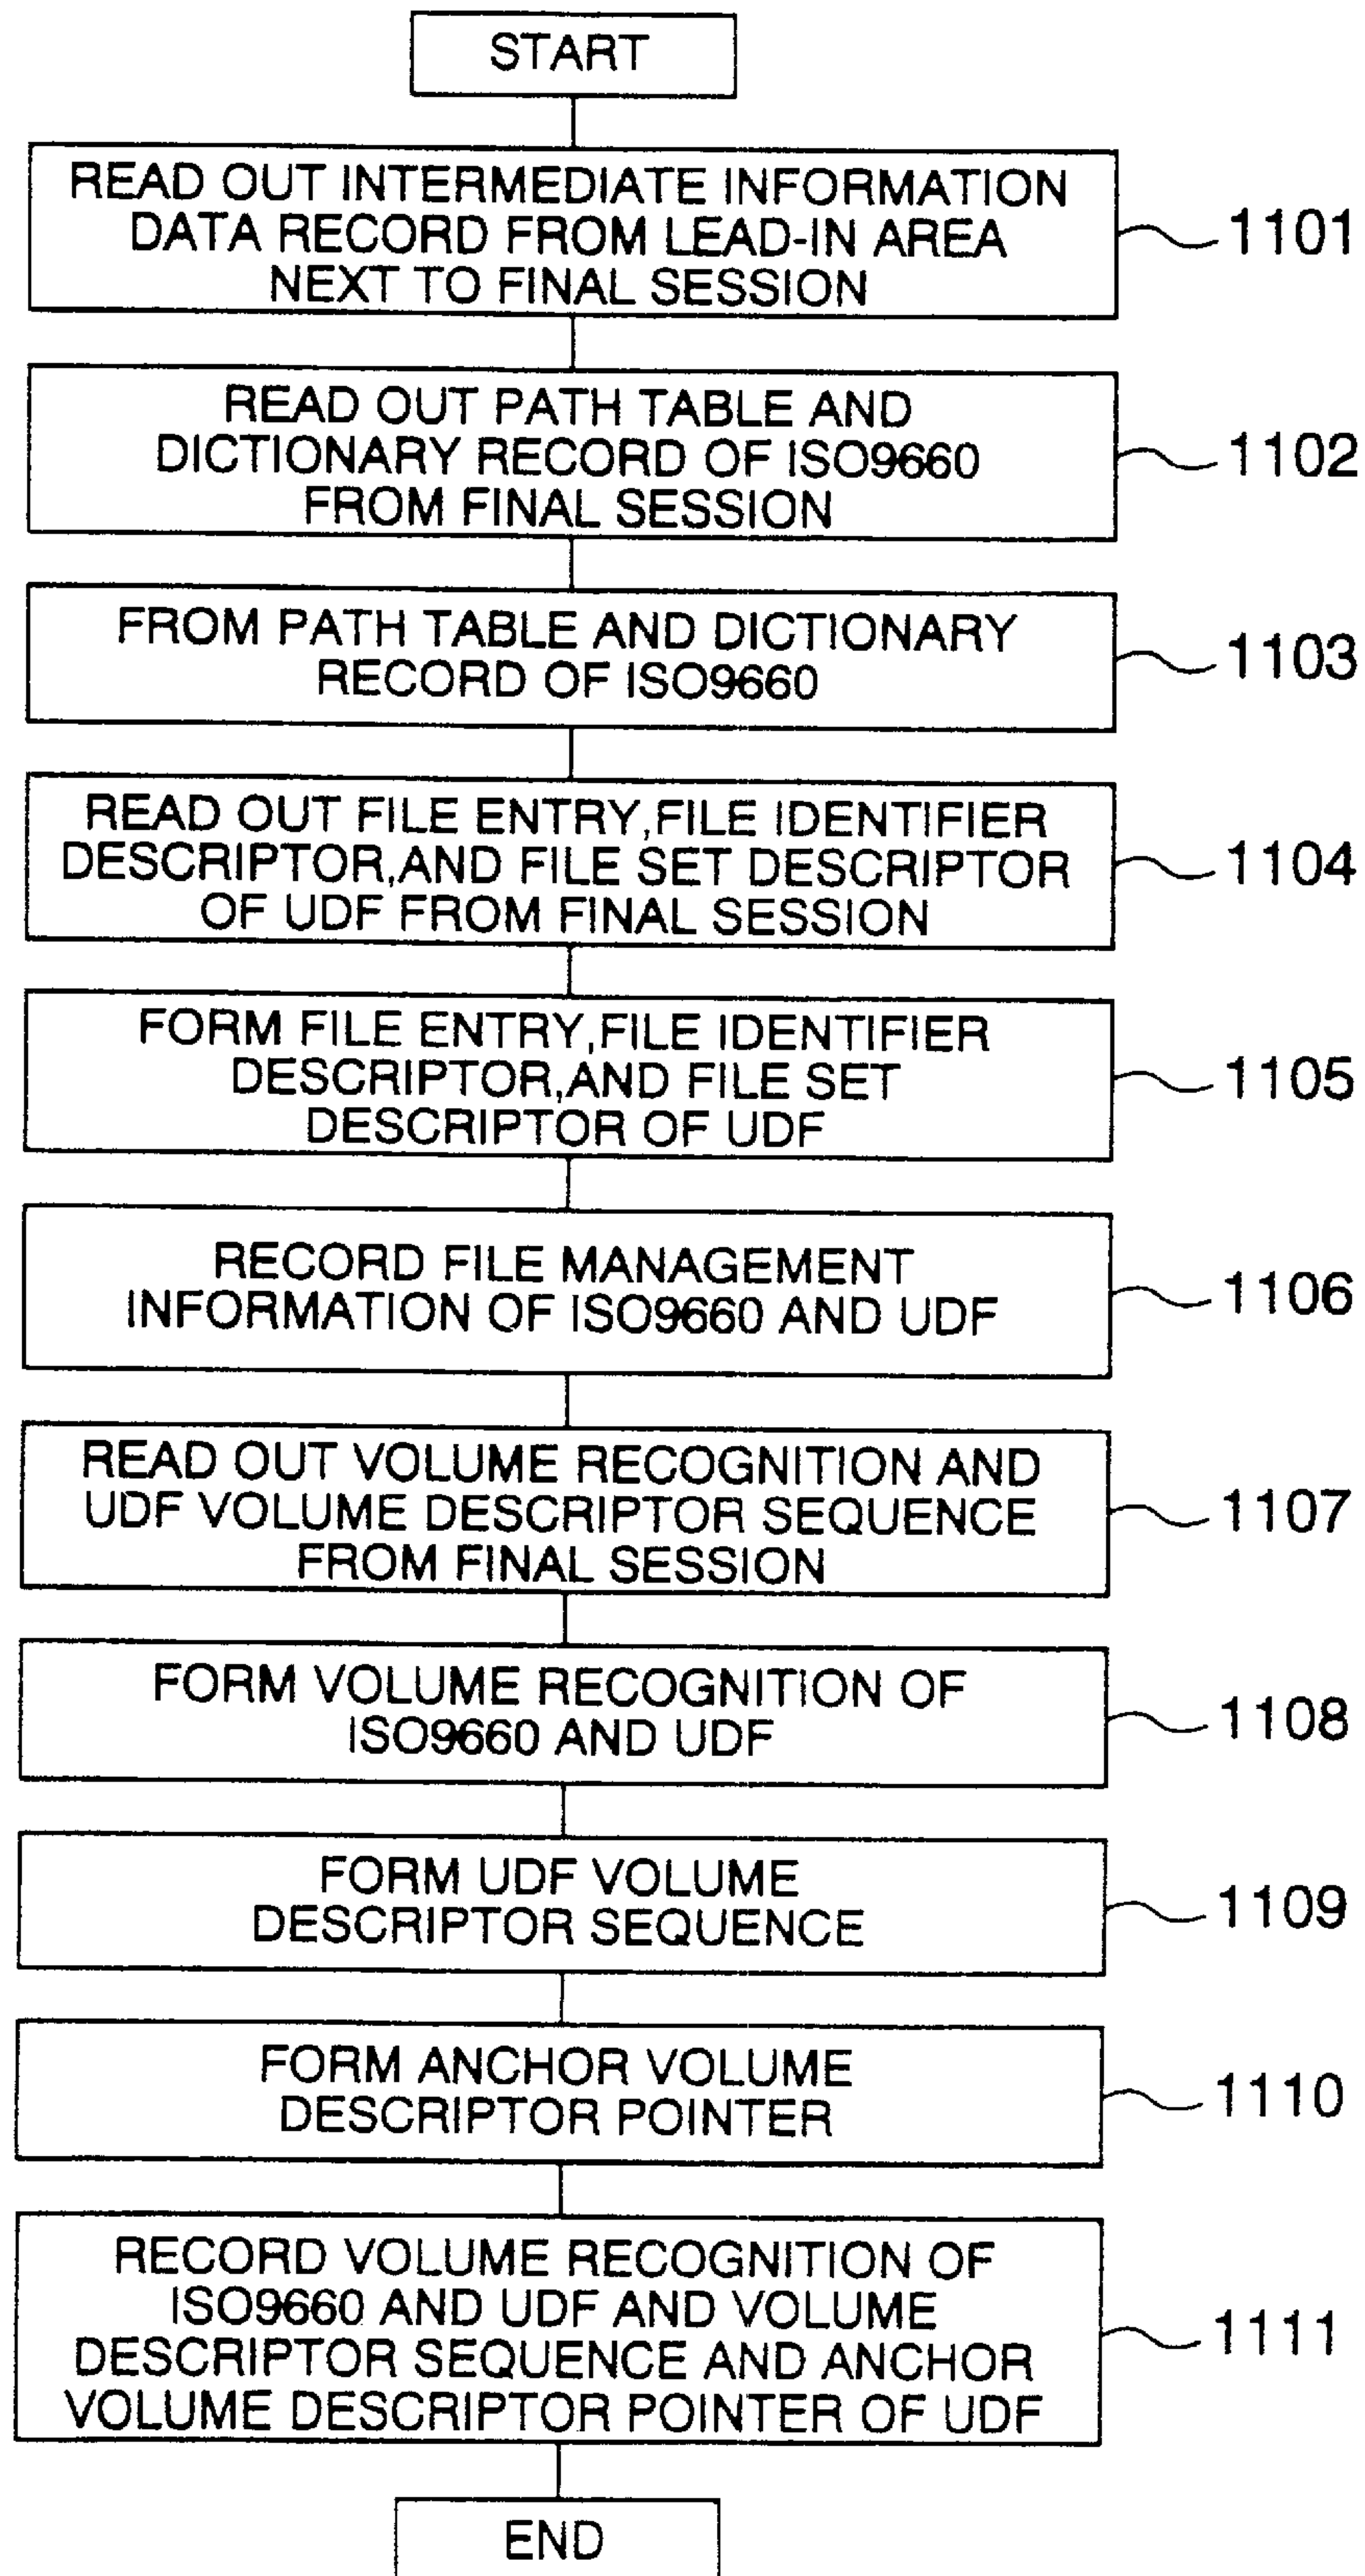 START
READ OUT INTERMEDIATE INFORMATION
DATA RECORD FROM LEAD-IN AREA
NEXT TO FINAL SESSION
1101
READ OUT PATH TABLE AND
DICTIONARY RECORD OF ISO9660
FROM FINAL SESSION
1102
FROM PATH TABLE AND DICTIONARY
RECORD OF ISO9660
1103
READ OUT FILE ENTRY,FILE IDENTIFIER
DESCRIPTOR,AND FILE SET DESCRIPTOR
OF UDF FROM FINAL SESSION
1104
FORM FILE ENTRY,FILE IDENTIFIER
DESCRIPTOR,AND FILE SET
DESCRIPTOR OF UDF
1105
RECORD FILE MANAGEMENT
INFORMATION OF ISO9660 AND UDF
1106
READ OUT VOLUME RECOGNITION AND
UDF VOLUME DESCRIPTOR SEQUENCE
FROM FINAL SESSION
1107
FORM VOLUME RECOGNITION OF
ISO9660 AND UDF
1108
FORM UDF VOLUME
DESCRIPTOR SEQUENCE
1109
FORM ANCHOR VOLUME
DESCRIPTOR POINTER
1110
RECORD VOLUME RECOGNITION OF
ISO9660 AND UDF AND VOLUME
DESCRIPTOR SEQUENCE AND ANCHOR
VOLUME DESCRIPTOR POINTER OF UDF
1111
END